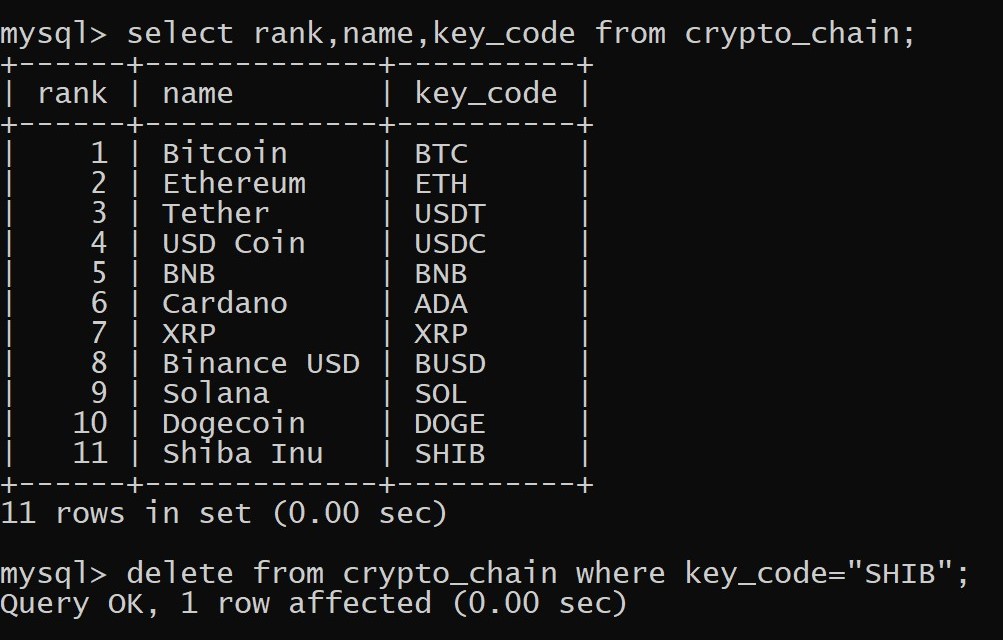 mysql> select rank,name,key_code from crypto_chain;
+------+-------------+----------+
| rank | name        | key_code |
+------+-------------+----------+
|    1 | Bitcoin     | BTC      |
|    2 | Ethereum    | ETH      |
|    3 | Tether      | USDT     |
|    4 | USD Coin    | USDC     |
|    5 | BNB         | BNB      |
|    6 | Cardano     | ADA      |
|    7 | XRP         | XRP      |
|    8 | Binance USD | BUSD     |
|    9 | Solana      | SOL      |
|   10 | Dogecoin    | DOGE     |
|   11 | Shiba Inu   | SHIB     |
+------+-------------+----------+
11 rows in set (0.00 sec)
mysql> delete from crypto_chain where key_code="SHIB";
Query OK, 1 row affected (0.00 sec)